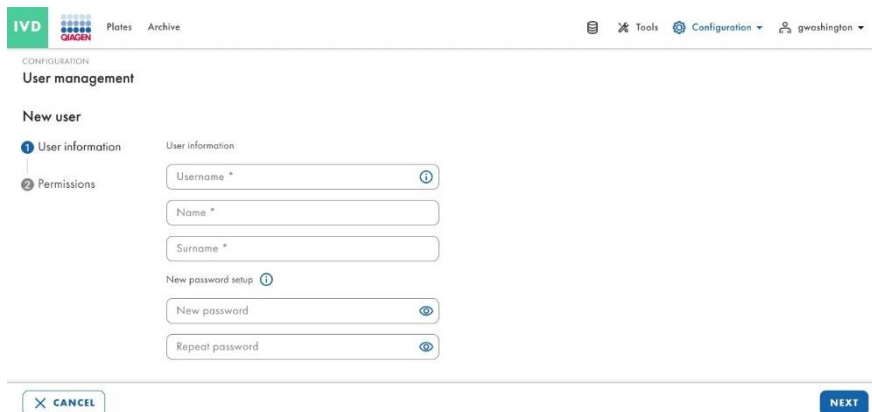 IVD QIAGEN Plates Archive Tools Configuration gwashington
CONFIGURATION
User management
New user
1 User information
2 Permissions
User information
Username *
Name *
Surname *
New password setup
New password
Repeat password
CANCEL NEXT